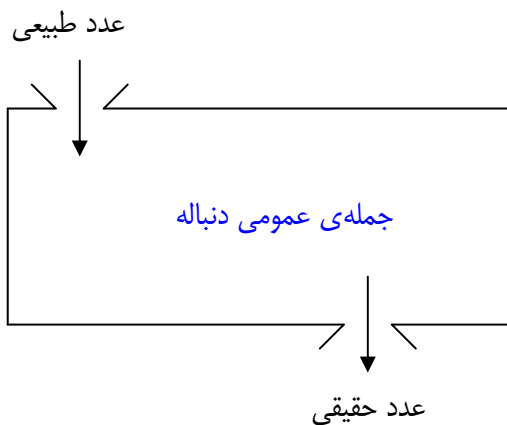 عدد طبیعی
جمله‌ی عمومی دنباله
عدد حقیقی